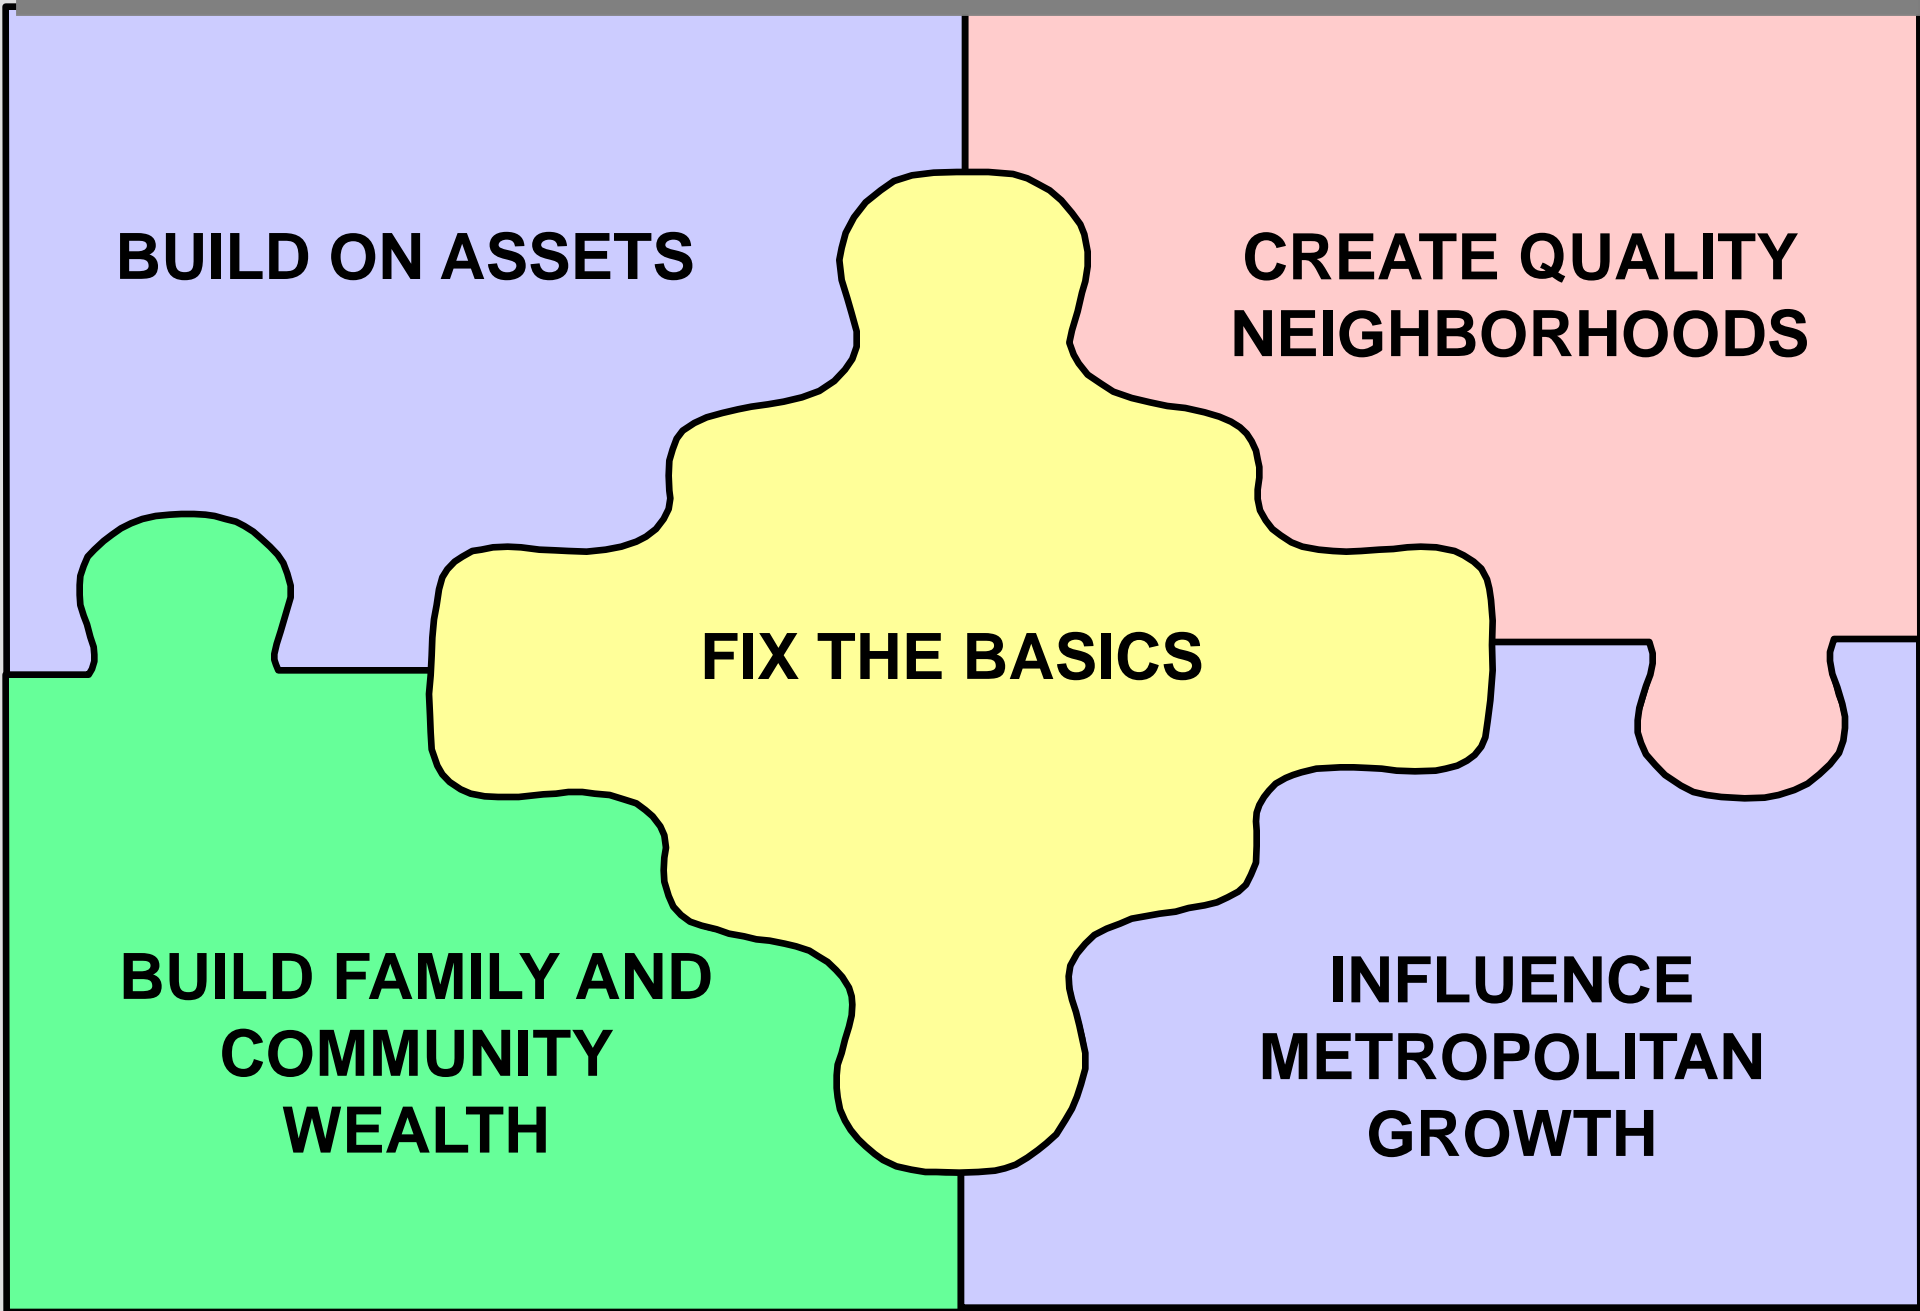 BUILD ON ASSETS
CREATE QUALITY
NEIGHBORHOODS
FIX THE BASICS
BUILD FAMILY AND
COMMUNITY
WEALTH
INFLUENCE
METROPOLITAN
GROWTH